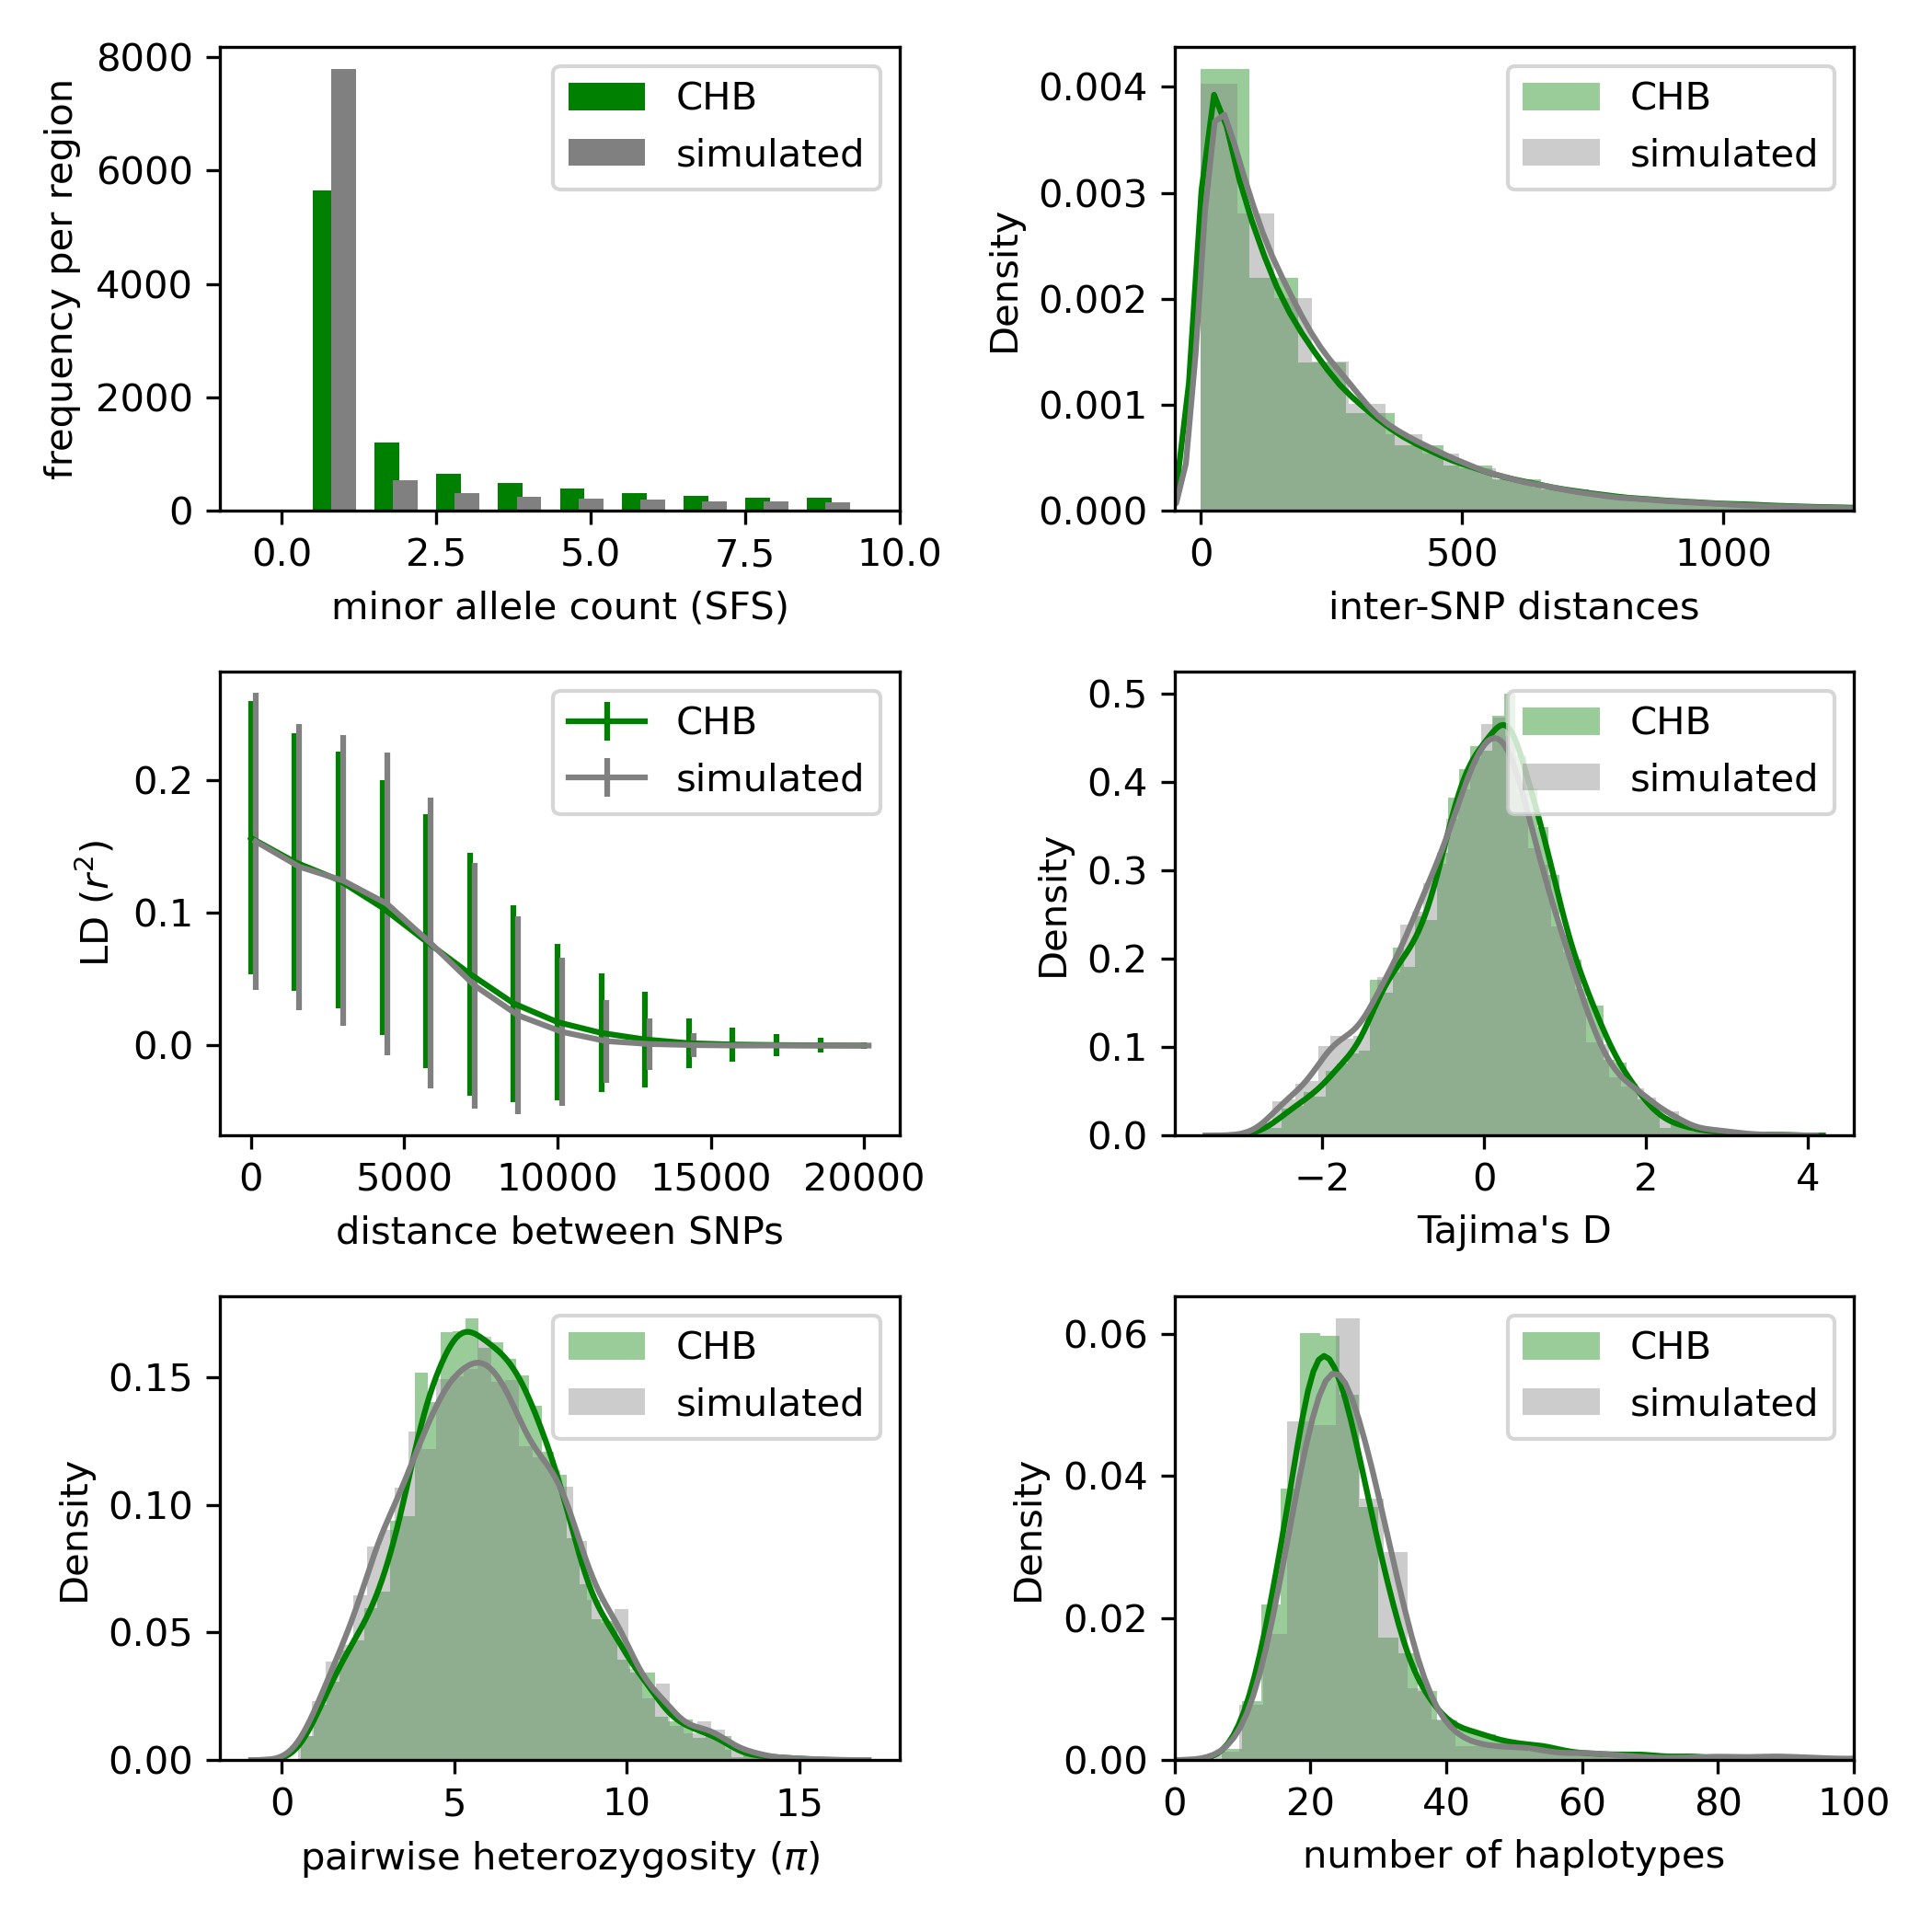 8000
6000
4000
2000
0
frequency per region
CHB
simulated
0.0 2.5 5.0 7.5 10.0
minor allele count (SFS)
0.004
0.003
0.002
0.001
0.000
Density
CHB
simulated
0 500 1000
inter-SNP distances
0.2
0.1
0.0
LD (r²)
CHB
simulated
0 5000 10000 15000 20000
distance between SNPs
0.5
0.4
0.3
0.2
0.1
0.0
Density
CHB
simulated
−2 0 2 4
Tajima's D
0.15
0.10
0.05
0.00
Density
CHB
simulated
0 5 10 15
pairwise heterozygosity (π)
0.06
0.04
0.02
0.00
Density
CHB
simulated
0 20 40 60 80 100
number of haplotypes